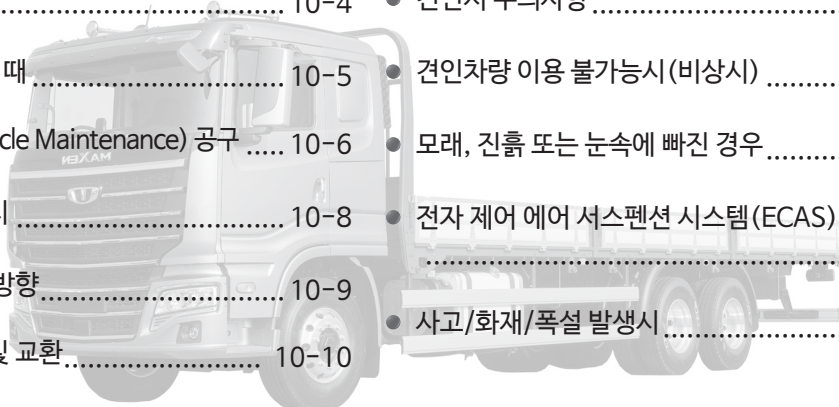 10-4
때 10-5
cle Maintenance) 공구 ..... 10-6
10-8
방향 10-9
및 교환 10-10
● 견인시 주의사항
● 견인차량 이용 불가능시(비상시)
● 모래, 진흙 또는 눈속에 빠진 경우
● 전자 제어 에어 서스펜션 시스템(ECAS)
● 사고/화재/폭설 발생시
MAXEN